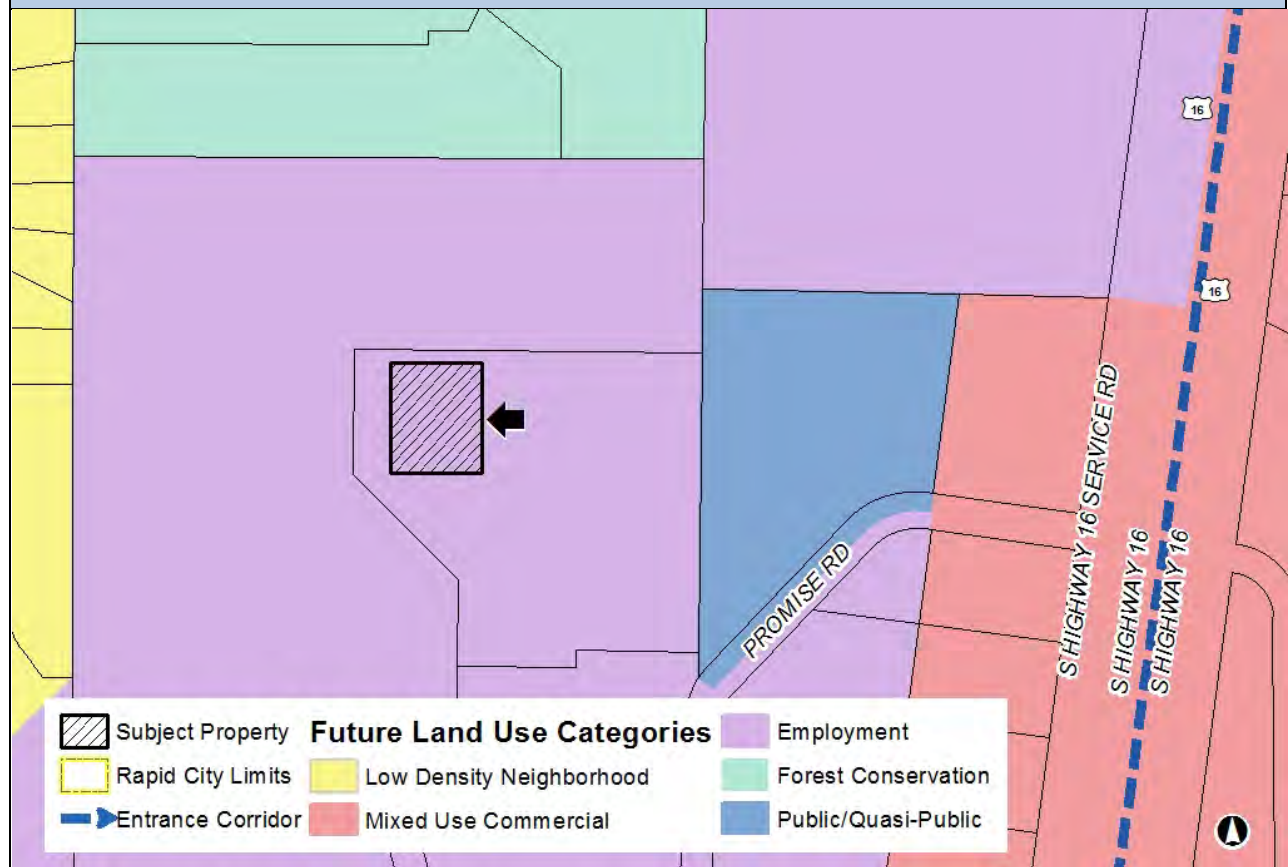 16
16
S HIGHWAY 16 SERVICE RD
S HIGHWAY 16
S HIGHWAY 16
PROMISE RD
Subject Property
Rapid City Limits
Entrance Corridor
Future Land Use Categories
Low Density Neighborhood
Mixed Use Commercial
Employment
Forest Conservation
Public/Quasi-Public